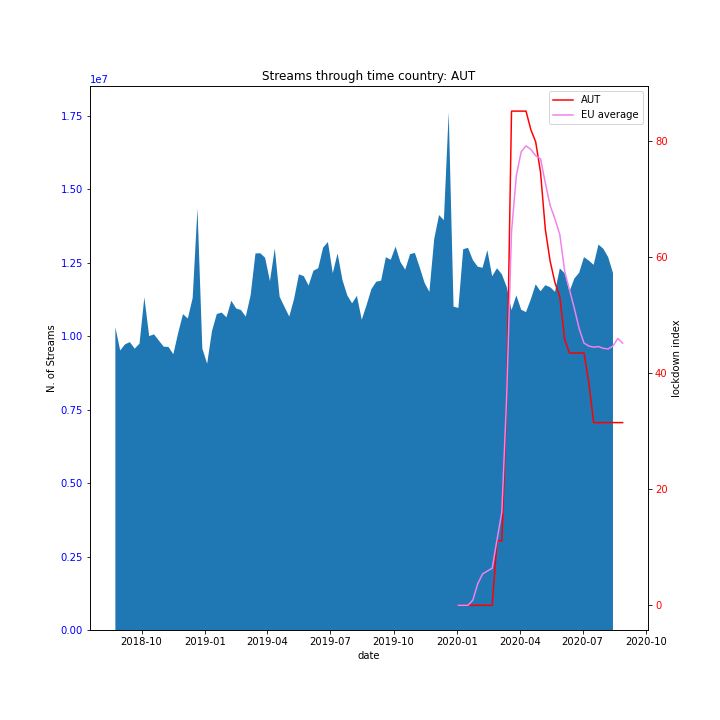 Streams through time country: AUT
1e7
AUT
EU average
1.75
1.50
1.25
1.00
0.75
0.50
0.25
0.00
N. of Streams
80
60
40
20
0
lockdown index
2018-10 2019-01 2019-04 2019-07 2019-10 2020-01 2020-04 2020-07 2020-10
date